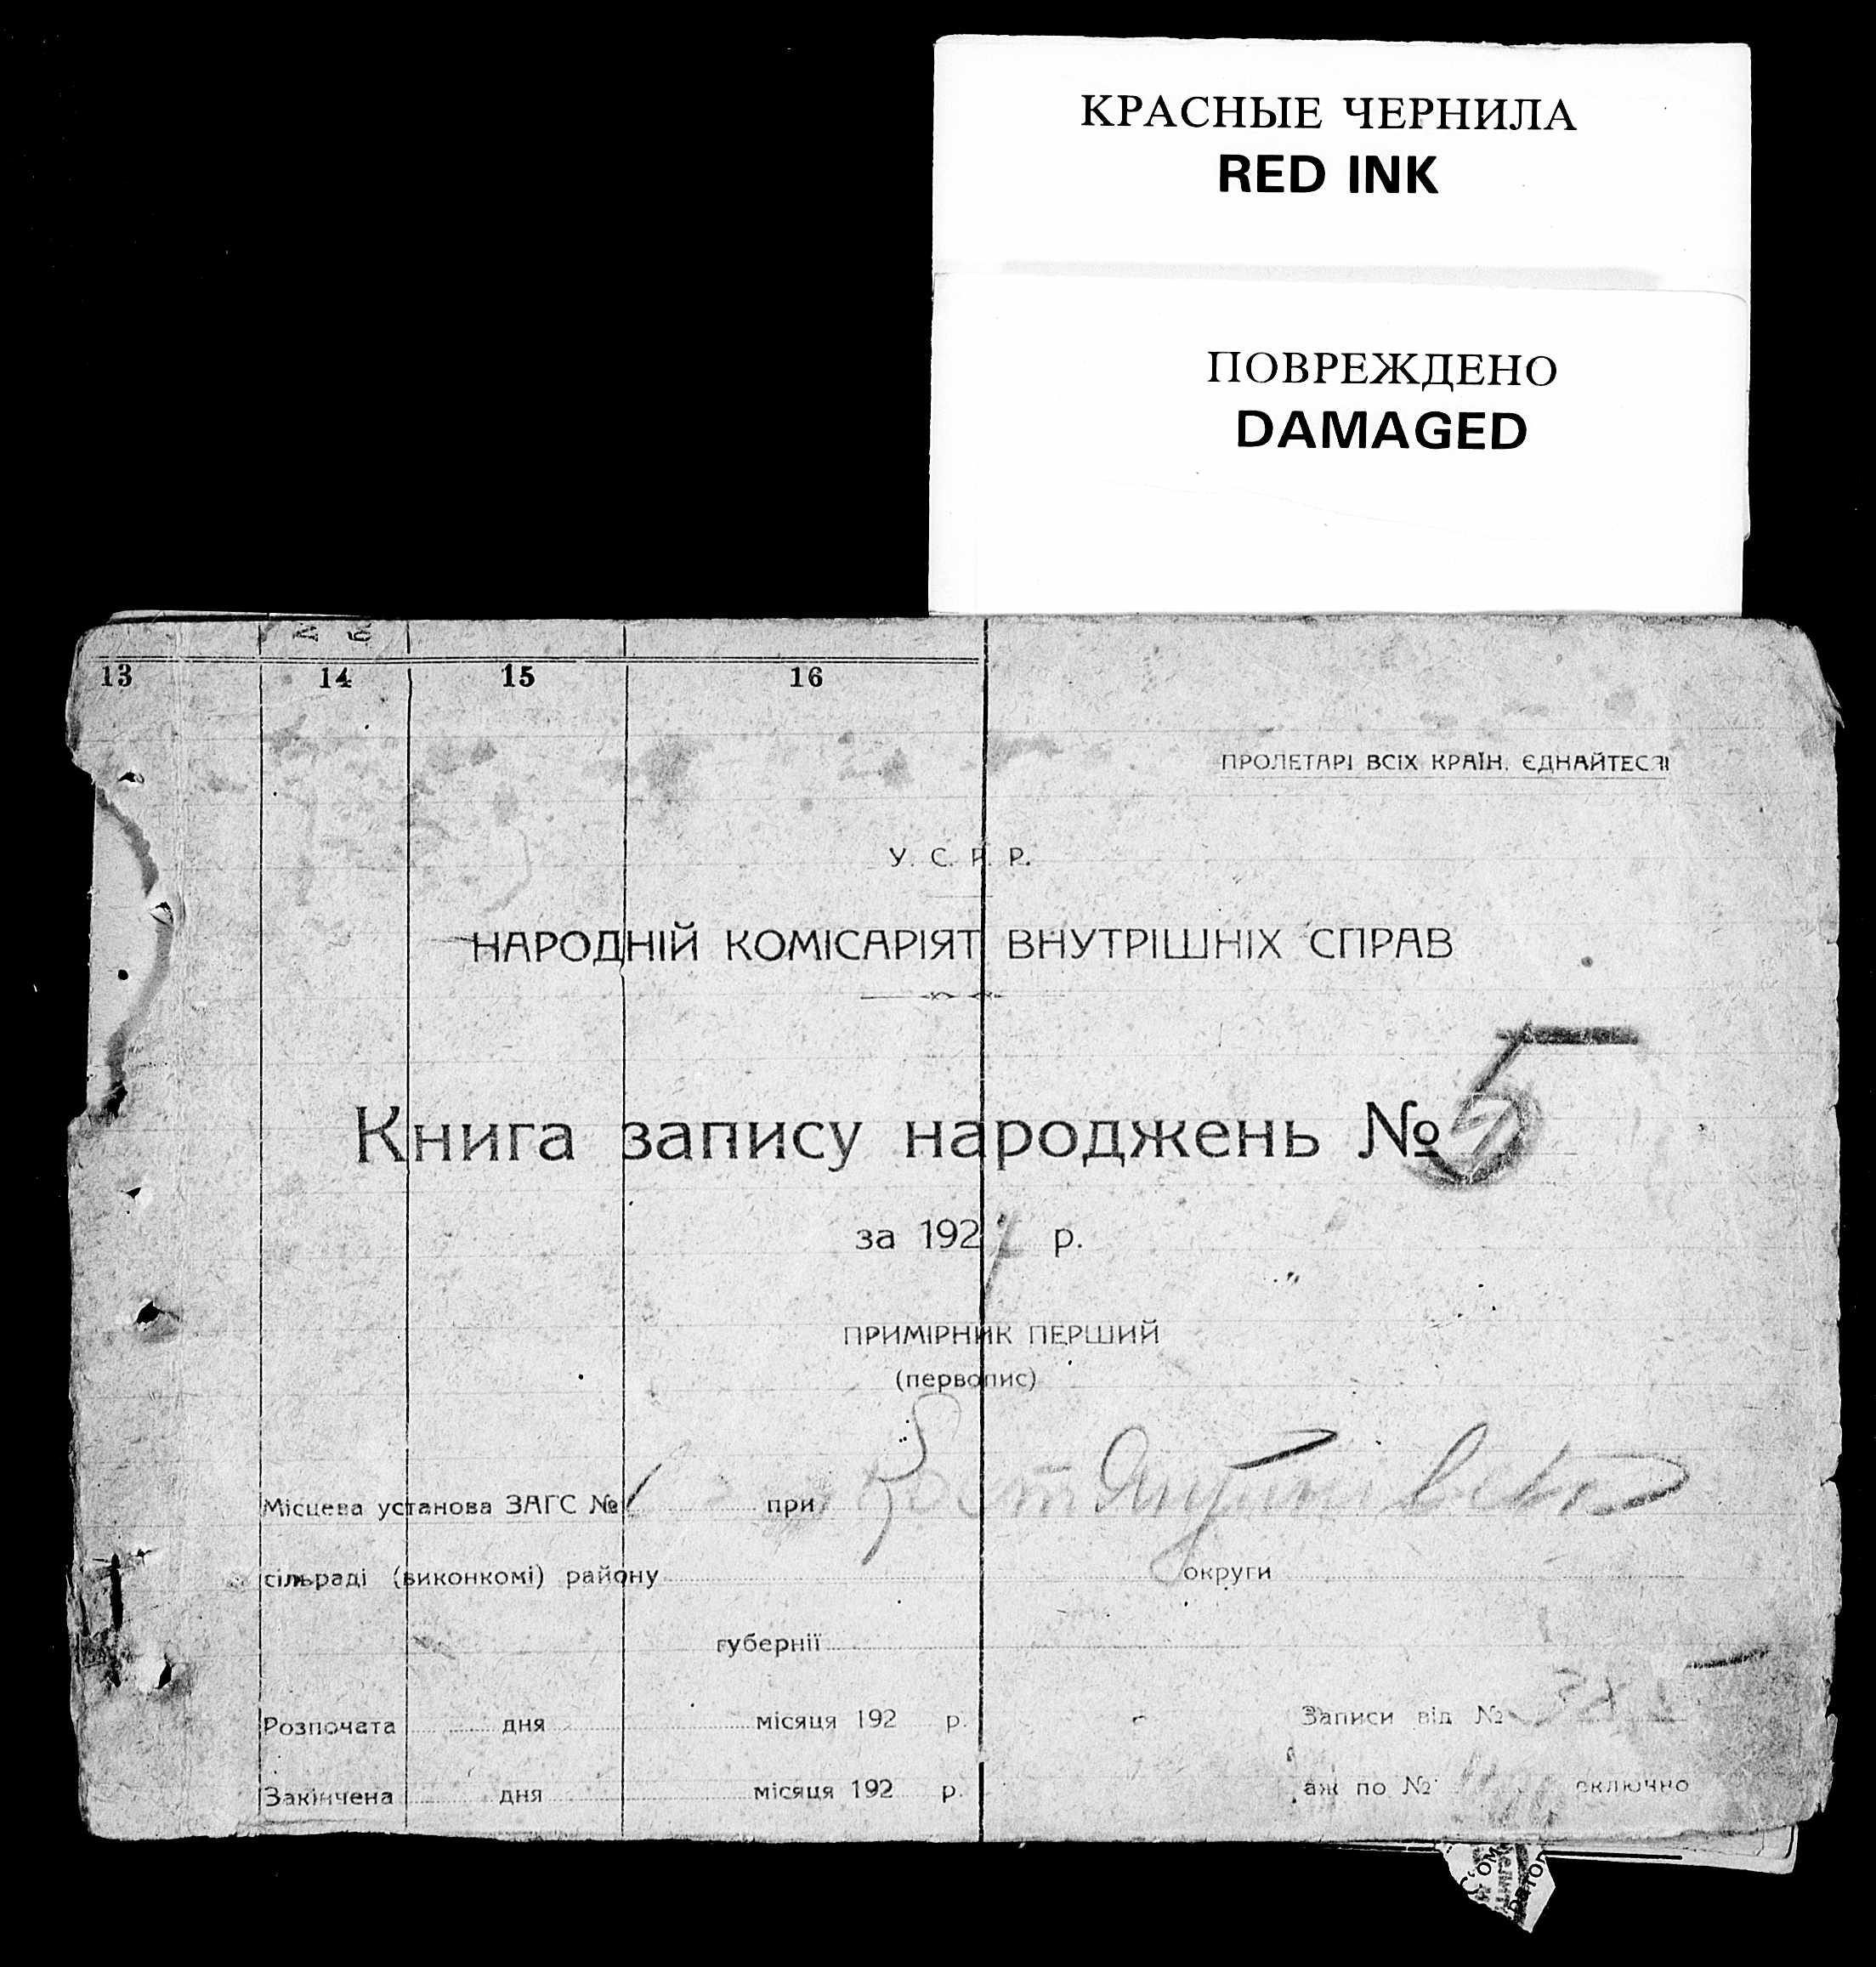 КРАСНЫЕ ЧЕРНИЛА
RED INK
ПОВРЕЖДЕНО
DAMAGED
13 14 15 16
ПРОЛЕТАРІ ВСІХ КРАЇН, ЄДНАЙТЕСЯ!
У. С. Р. Р.
НАРОДНІЙ КОМІСАРІЯТ ВНУТРІШНІХ СПРАВ
Книга запису народжень № 5
за 192 р.
ПРИМІРНИК ПЕРШИЙ
(первопис)
Місцева установа ЗАГС № при
сільраді (виконкомі) району округи
губернії
Розпочата дня місяця 192 р. Записи від №
Закінчена дня місяця 192 р. аж по № включно